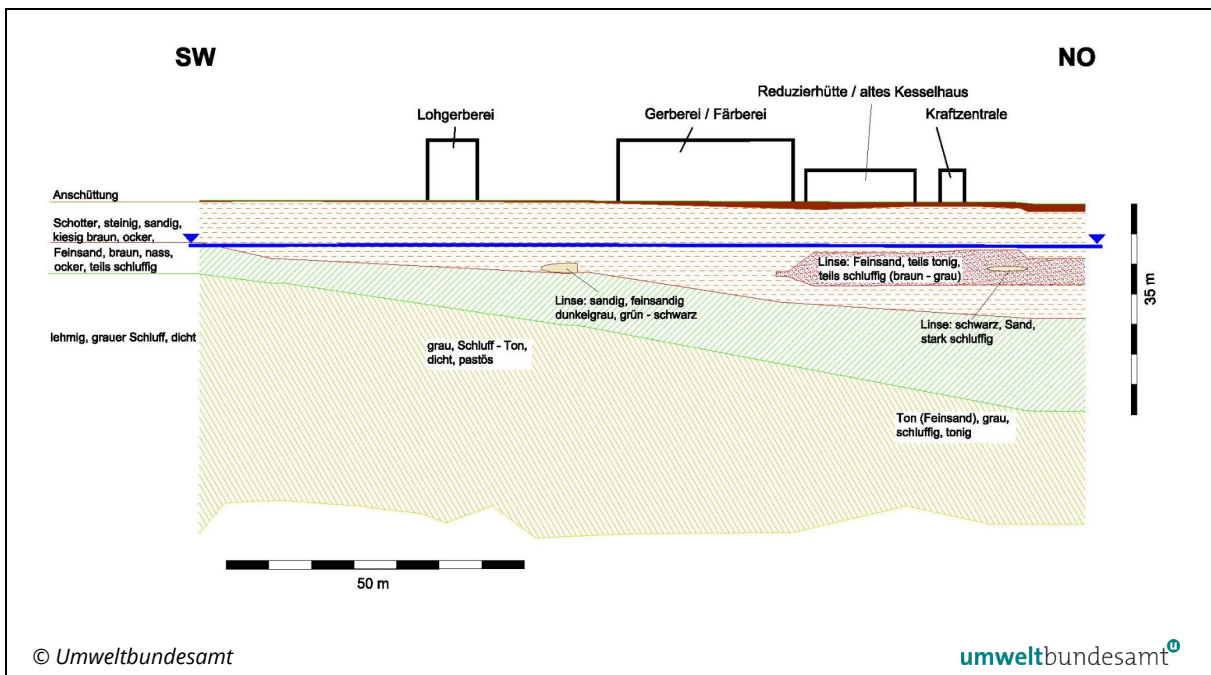 SW
NO
Reduzierhütte / altes Kesselhaus
Lohgerberei
Gerberei / Färberei
Kraftzentrale
Anschüttung
Schotter, steinig, sandig,
kiesig braun, ocker,
Feinsand, braun, nass,
ocker, teils schluffig
Linse: Feinsand, teils tonig,
teils schluffig (braun - grau)
Linse: sandig, feinsandig
dunkelgrau, grün - schwarz
35 m
Linse: schwarz, Sand,
stark schluffig
lehmig, grauer Schluff, dicht
grau, Schluff - Ton,
dicht, pastös
Ton (Feinsand), grau,
schluffig, tonig
50 m
© Umweltbundesamt
umweltbundesamt